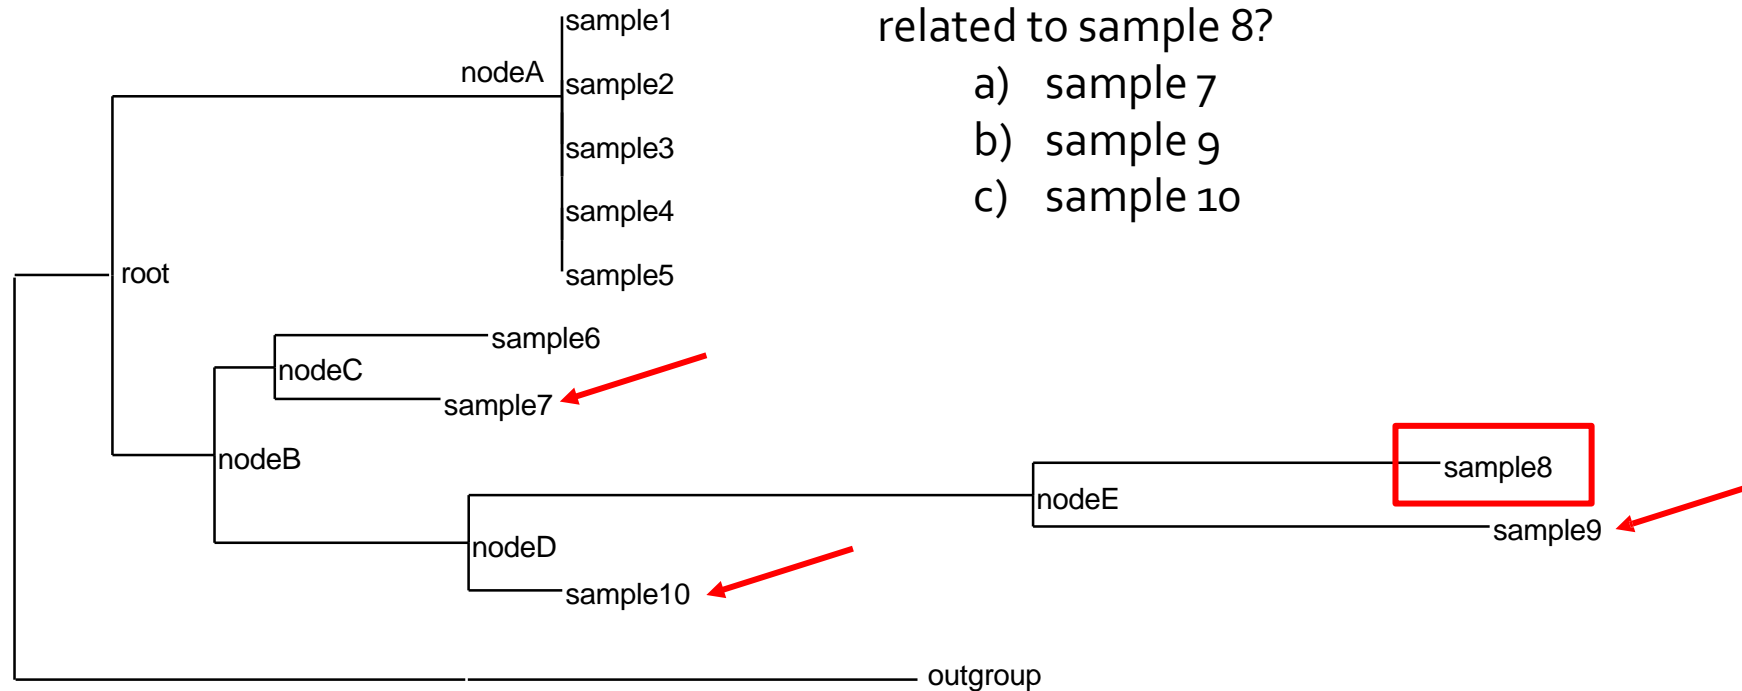 related to sample 8?
a) sample 7
b) sample 9
c) sample 10
sample1
nodeA
sample2
sample3
sample4
sample5
root
sample6
nodeC
sample7
nodeB
sample8
nodeE
sample9
nodeD
sample10
outgroup